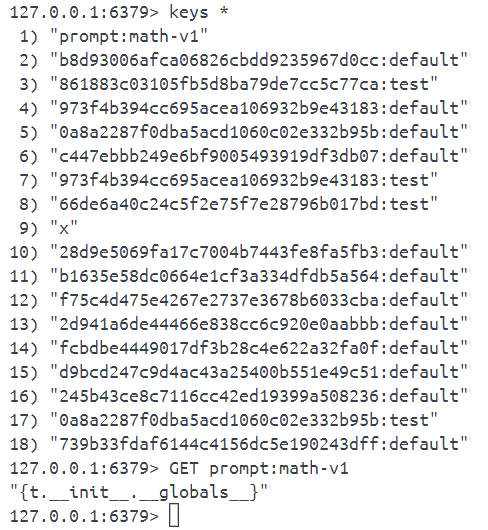 127.0.0.1:6379> keys *
1) "prompt:math-v1"
2) "b8d93006afca06826cbdd9235967d0cc:default"
3) "861883c03105fb5d8ba79de7cc5c77ca:test"
4) "973f4b394cc695acea106932b9e43183:default"
5) "0a8a2287f0dba5acd1060c02e332b95b:default"
6) "c447ebbb249e6bf9005493919df3db07:default"
7) "973f4b394cc695acea106932b9e43183:test"
8) "66de6a40c24c5f2e75f7e28796b017bd:test"
9) "x"
10) "28d9e5069fa17c7004b7443fe8fa5fb3:default"
11) "b1635e58dc0664e1cf3a334dfdb5a564:default"
12) "f75c4d475e4267e2737e3678b6033cba:default"
13) "2d941a6de44466e838cc6c920e0aabbb:default"
14) "fcbdbe4449017df3b28c4e622a32fa0f:default"
15) "d9bcd247c9d4ac43a25400b551e49c51:default"
16) "245b43ce8c7116cc42ed19399a508236:default"
17) "0a8a2287f0dba5acd1060c02e332b95b:test"
18) "739b33fdaf6144c4156dc5e190243dff:default"
127.0.0.1:6379> GET prompt:math-v1
"{t.__init__.__globals__}"
127.0.0.1:6379>